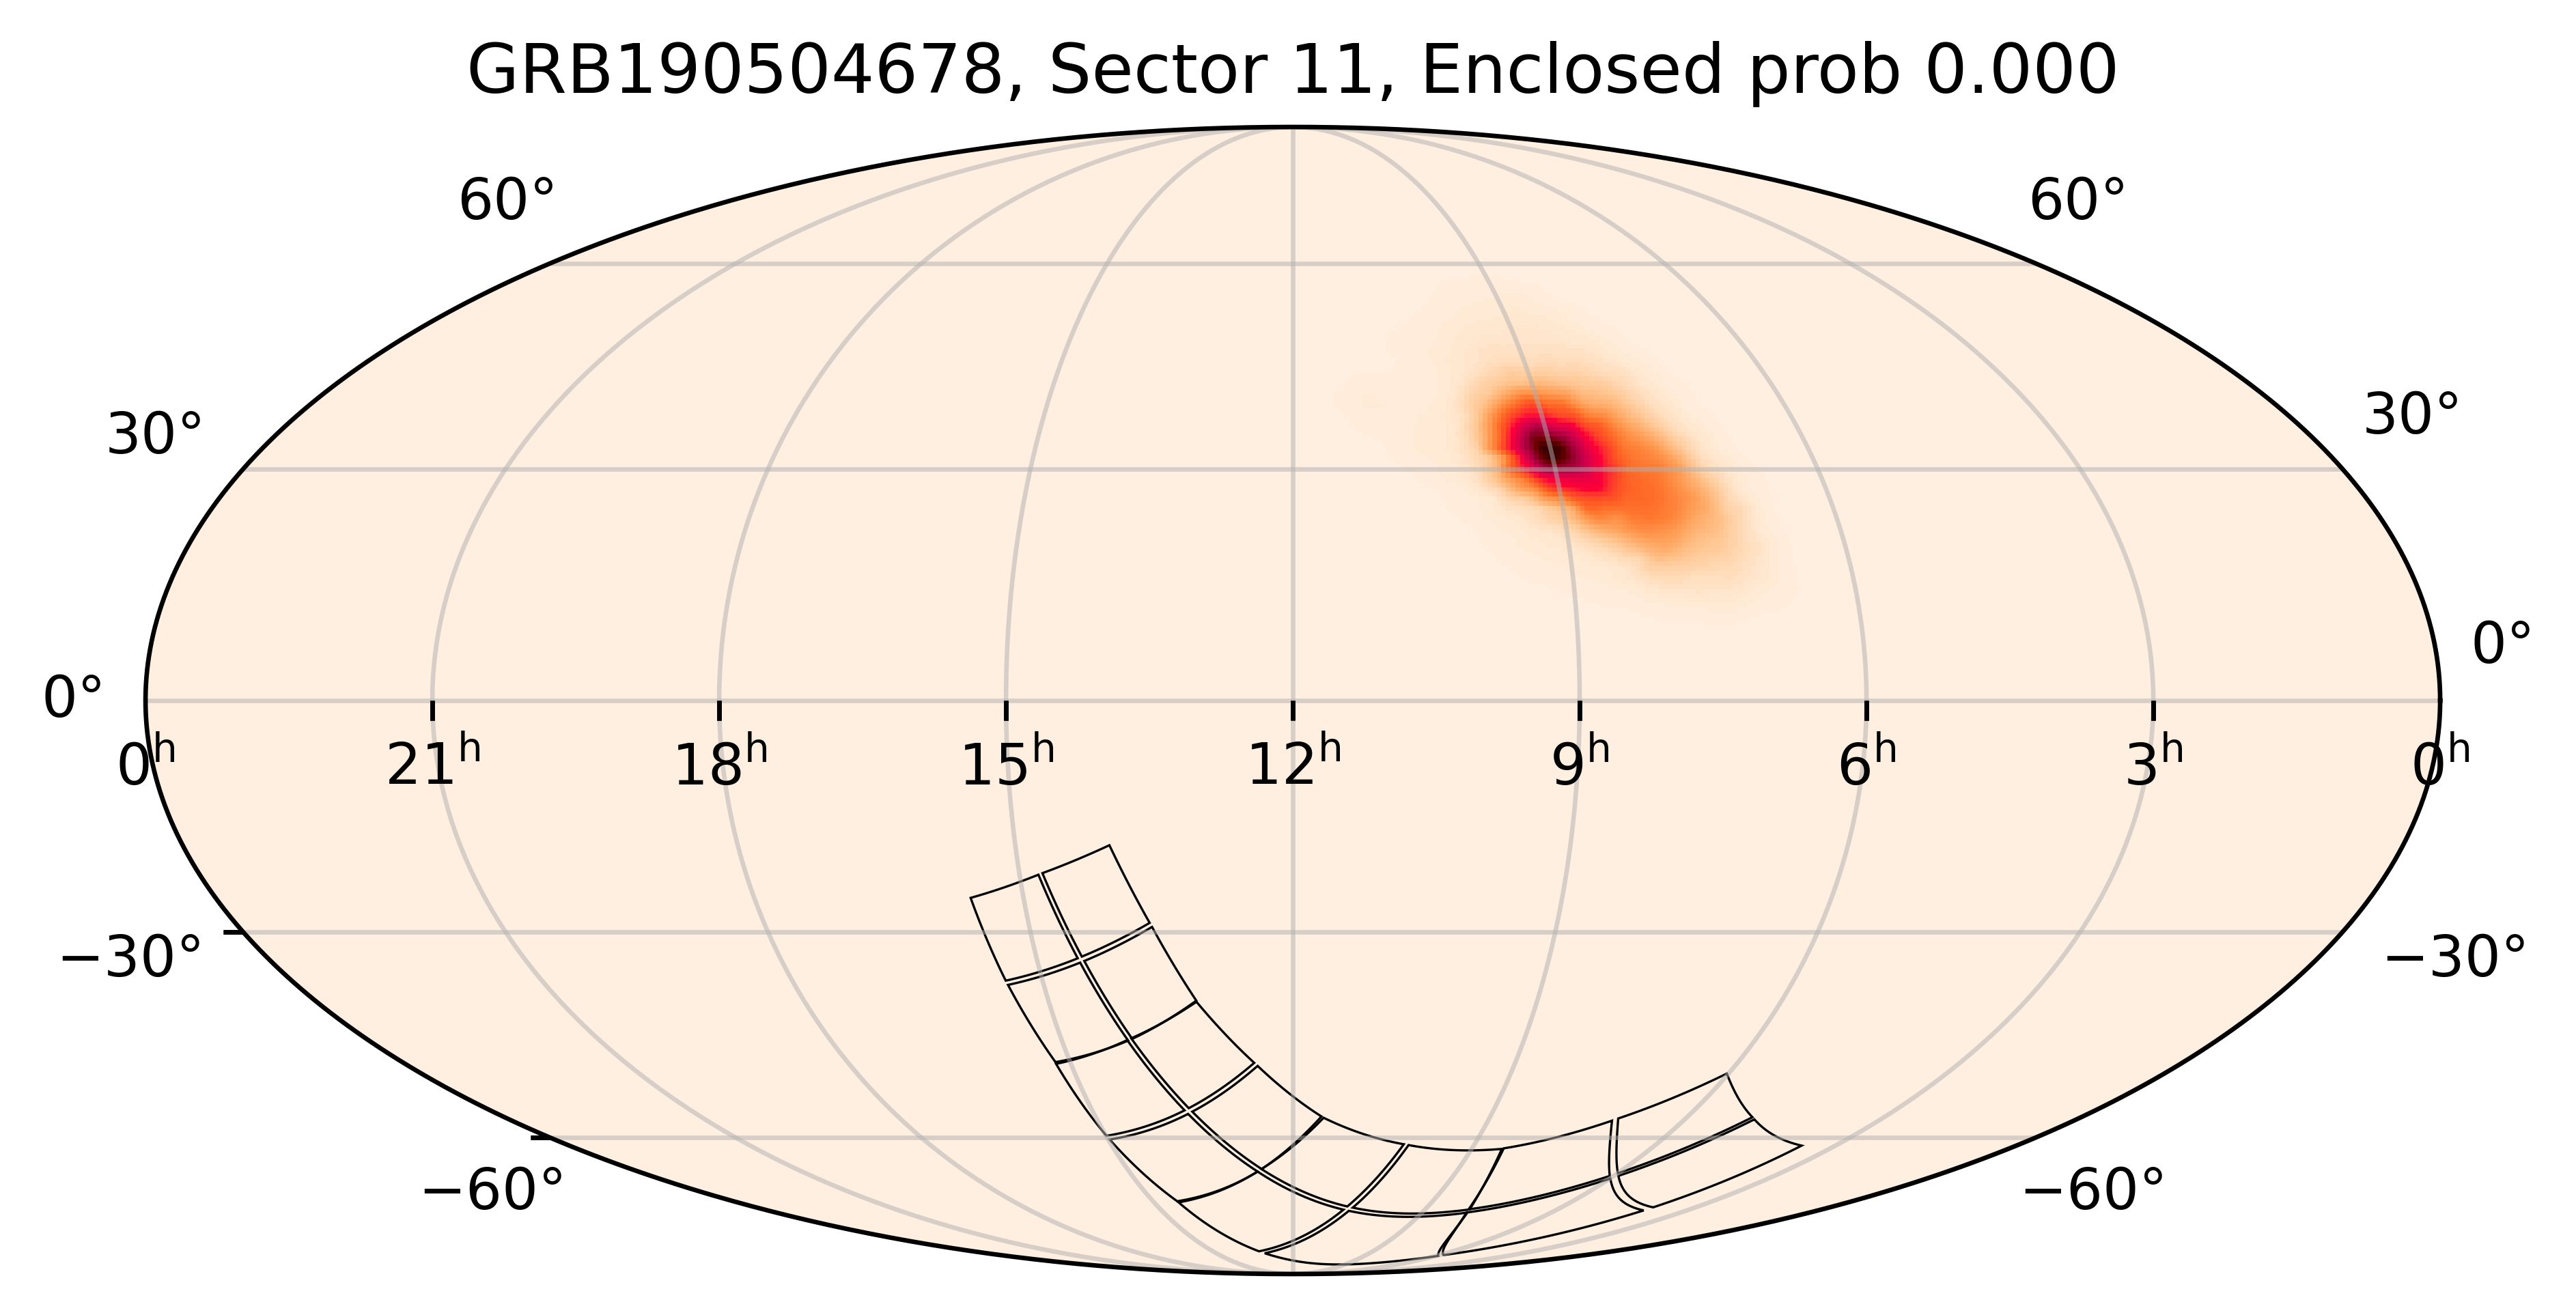 GRB190504678, Sector 11, Enclosed prob 0.000
60° 60°
30° 30°
0° 0°
0ʰ 21ʰ 18ʰ 15ʰ 12ʰ 9ʰ 6ʰ 3ʰ 0ʰ
−30° −30°
−60° −60°